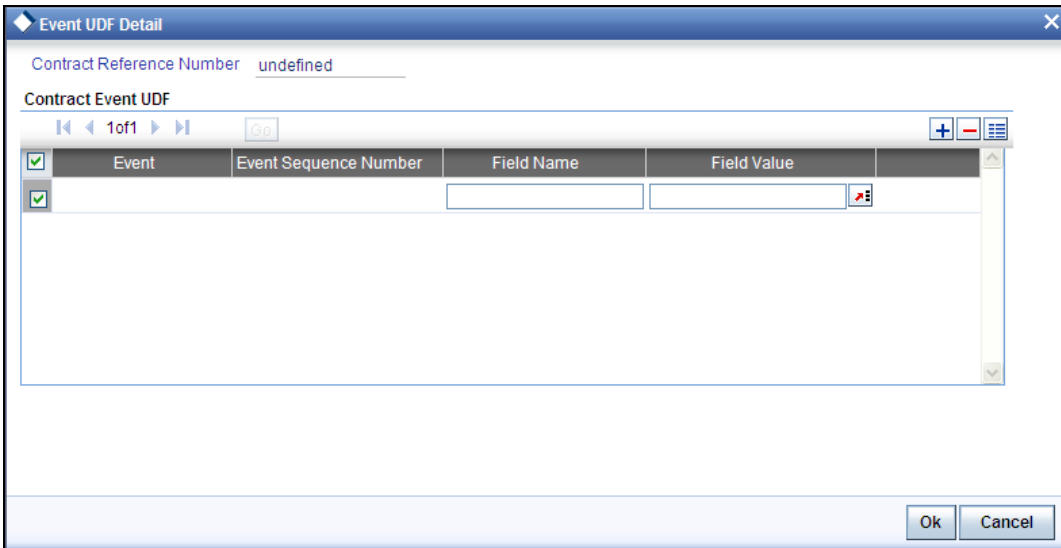 Event UDF Detail
Contract Reference Number undefined
Contract Event UDF
1of1 Go
Event Event Sequence Number Field Name Field Value
Ok Cancel